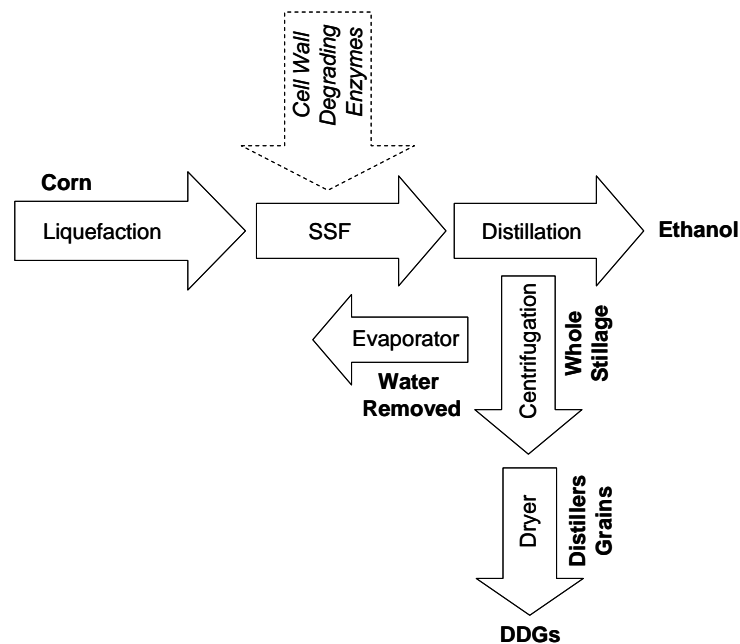 Cell Wall
Degrading
Enzymes
Corn
Liquefaction
SSF
Distillation
Ethanol
Evaporator
Water
Removed
Centrifugation
Whole
Stillage
Dryer
Distillers
Grains
DDGs